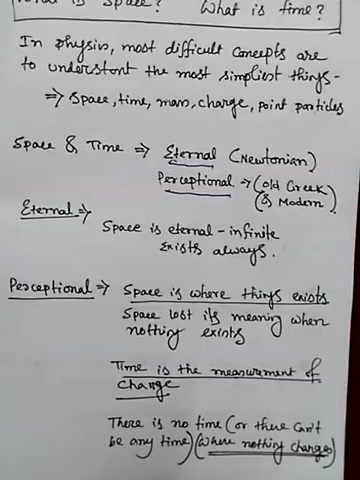 What is Space? What is time?
In physics, most difficult concepts are
to understant the most simpliest things-
⇒ Space, time, mass, charge, point particles
Space & Time ⇒ Eternal (Newtonian)
Perceptional ⇒ (old Greek
& Modern)
Eternal ⇒
Space is eternal - infinite
exists always.
Perceptional ⇒ Space is where things exists
Space lost its meaning when
nothing exists
Time is the measurement of
change
There is no time (or there can't
be any time) (where nothing changes)